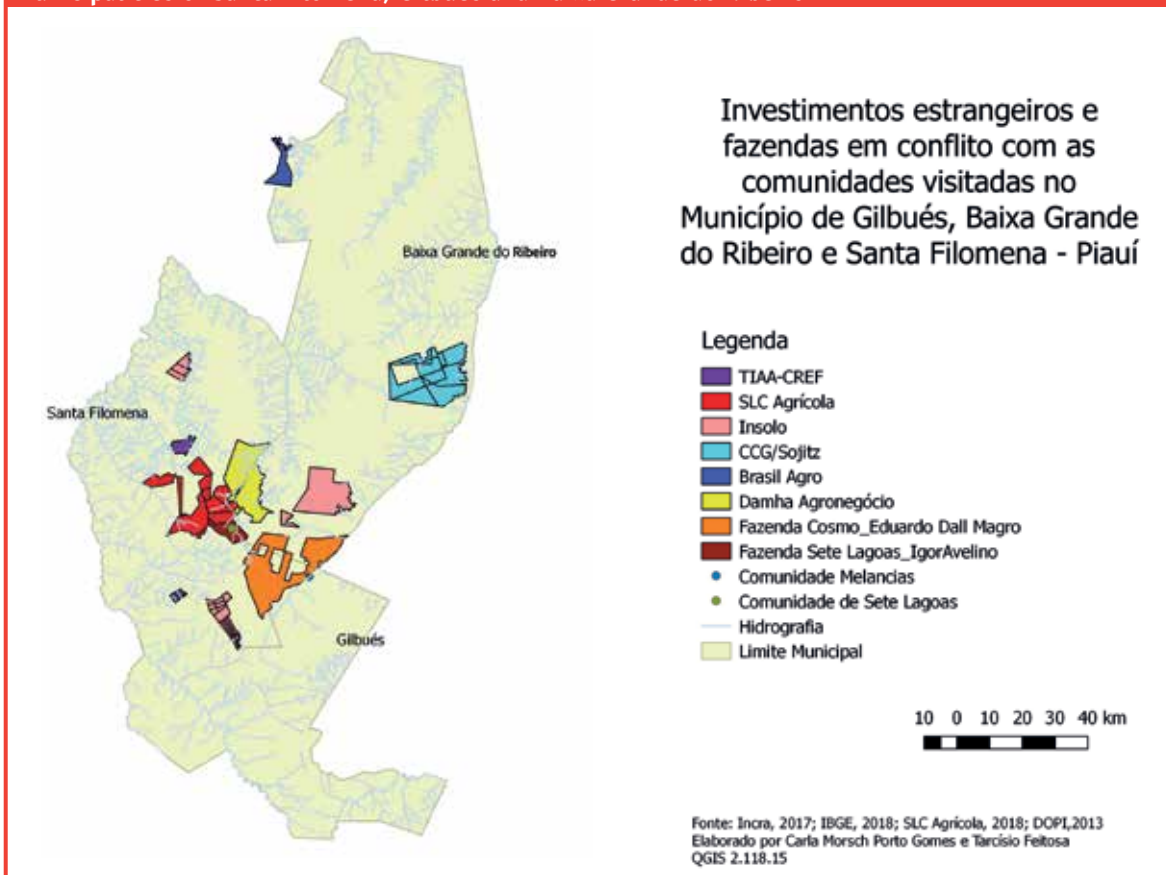 Investimentos estrangeiros e
fazendas em conflito com as
comunidades visitadas no
Município de Gilbués, Baixa Grande
do Ribeiro e Santa Filomena - Piauí
Baixa Grande do Ribeiro
Santa Filomena
Gilbués
Legenda
TIAA-CREF
SLC Agrícola
Insolo
CCG/Sojitz
Brasil Agro
Damha Agronegócio
Fazenda Cosmo_Eduardo Dall Magro
Fazenda Sete Lagoas_IgorAvelino
Comunidade Melancias
Comunidade de Sete Lagoas
Hidrografia
Limite Municipal
10 0 10 20 30 40 km
Fonte: Incra, 2017; IBGE, 2018; SLC Agrícola, 2018; DOPI,2013
Elaborado por Carla Morsch Porto Gomes e Tarcísio Feitosa
QGIS 2.118.15